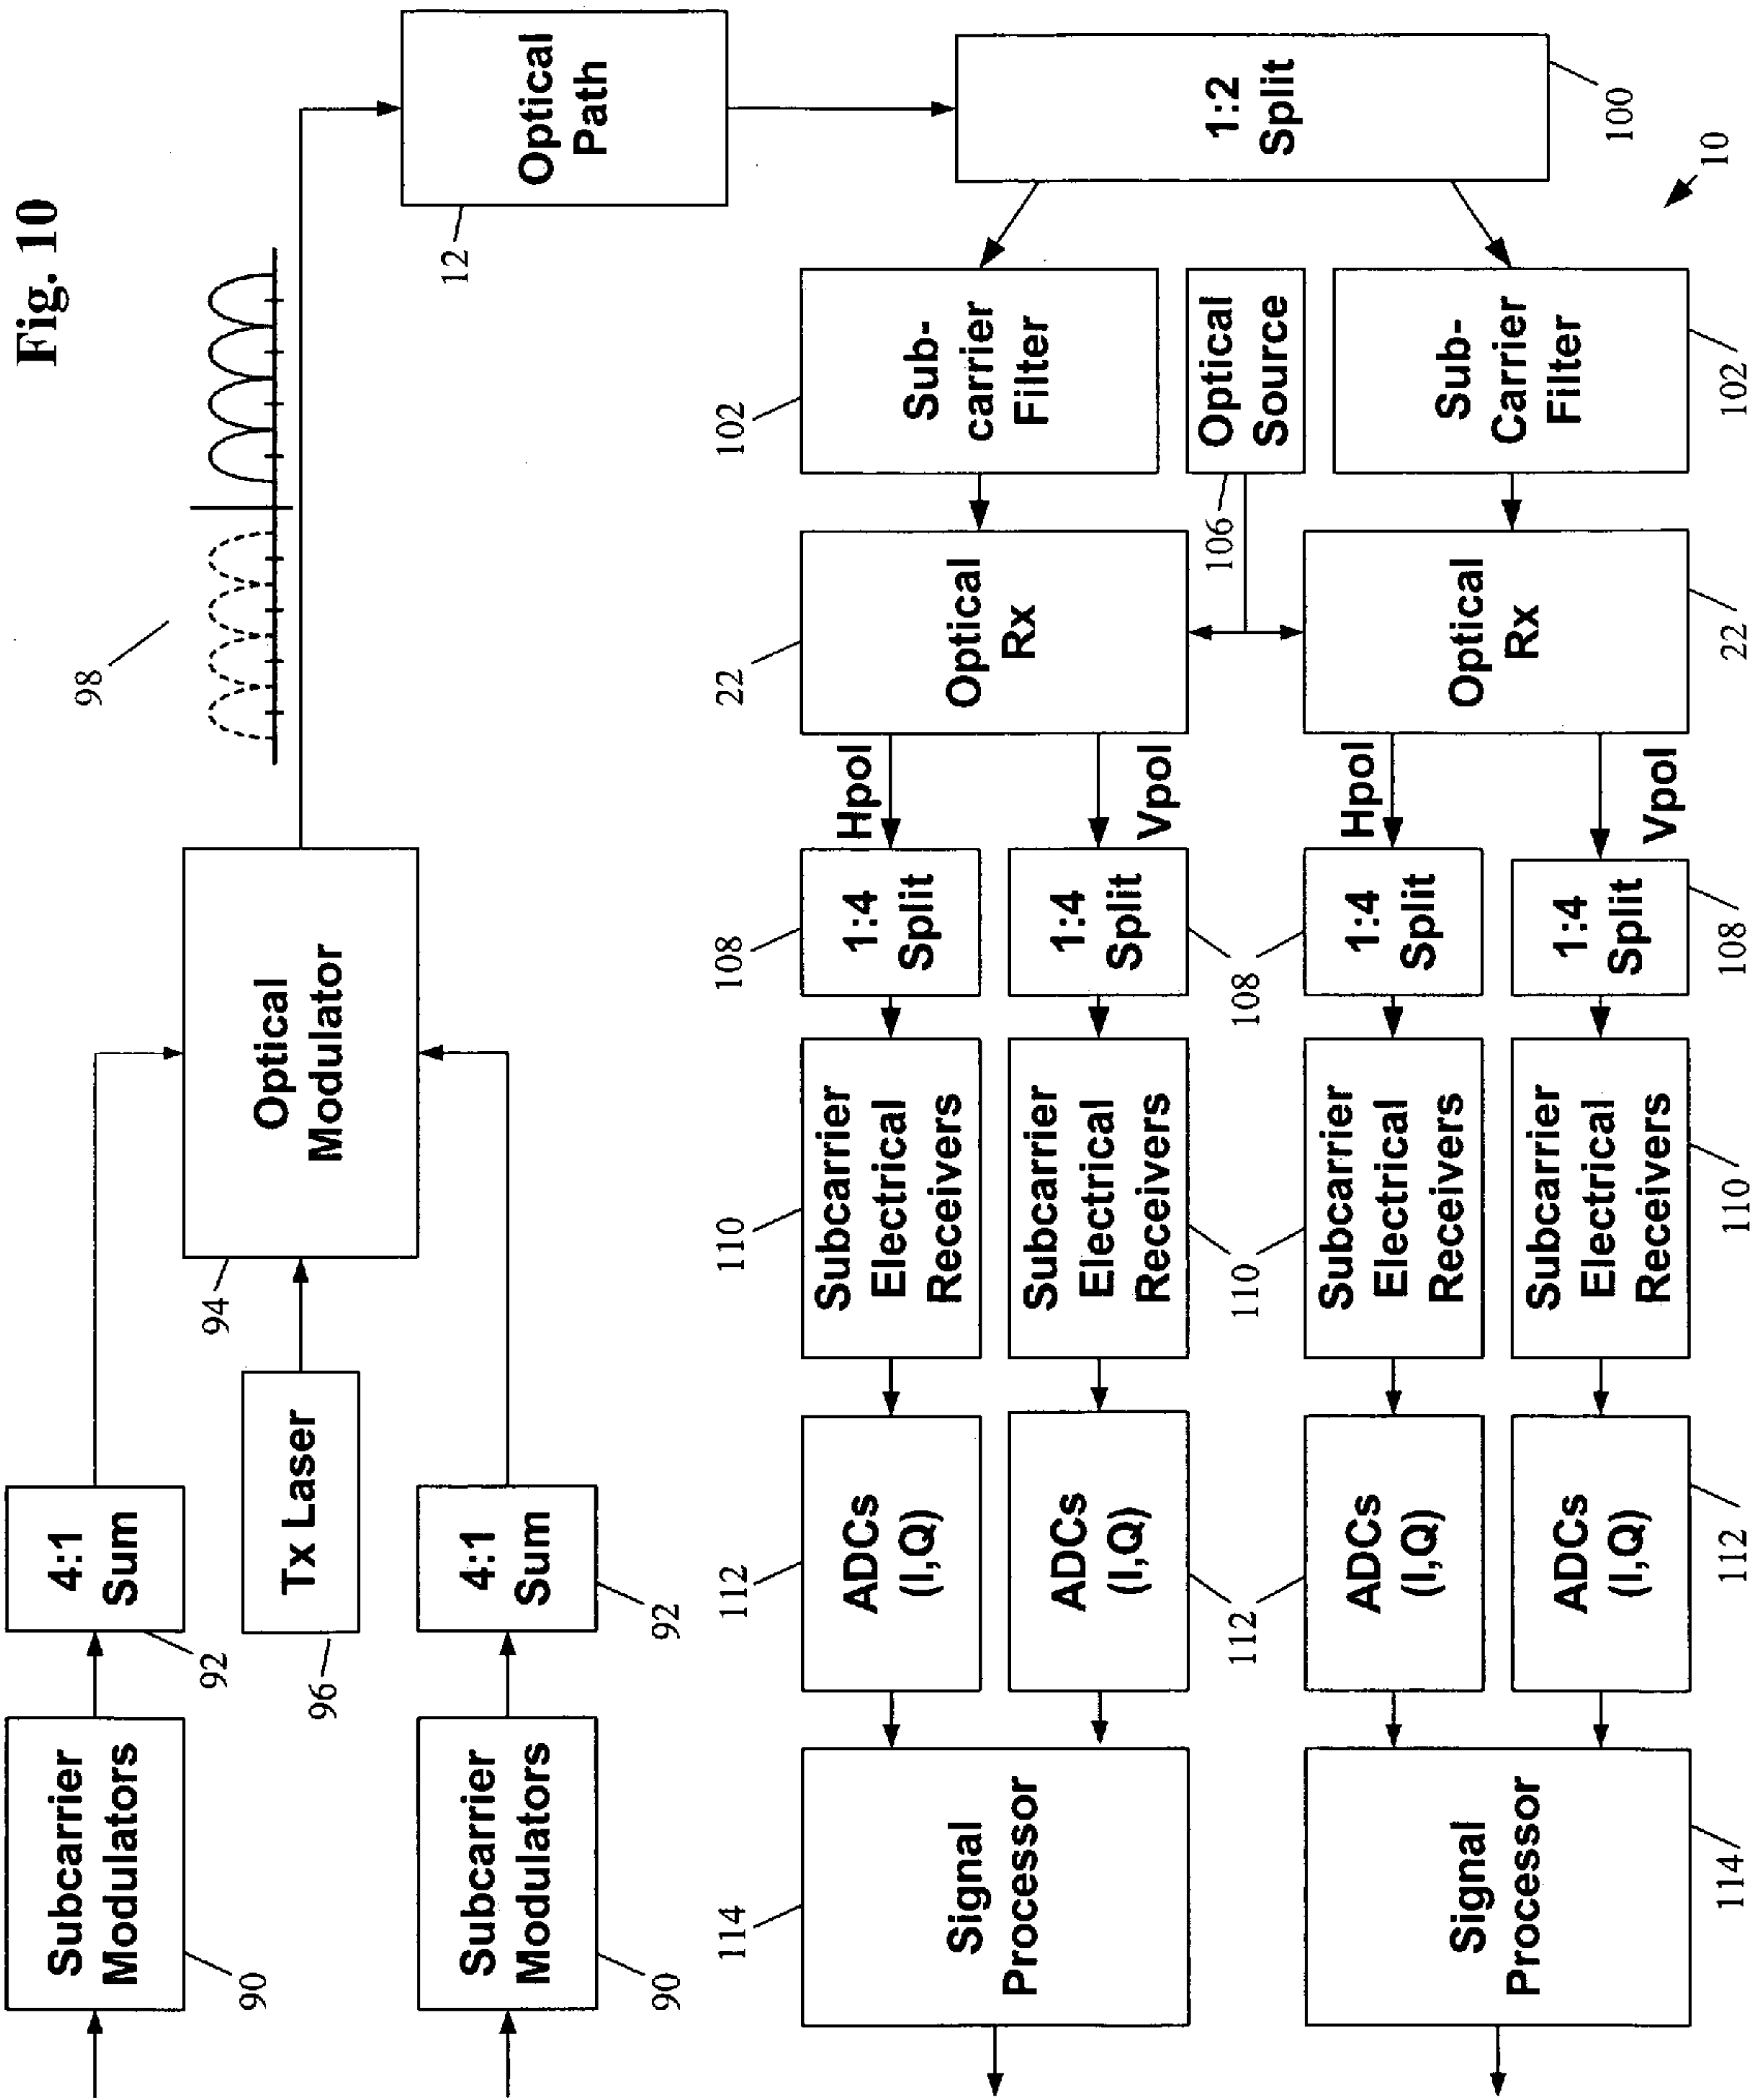 Fig. 10
Subcarrier
Modulators
90
4:1
Sum
92
Tx Laser
96
Subcarrier
Modulators
90
4:1
Sum
92
Optical
Modulator
94
98
Optical
Path
12
1:2
Split
100
10
Sub-
carrier
Filter
102
Optical
Source
106
Sub-
Carrier
Filter
102
Optical
Rx
22
Optical
Rx
22
Hpol
Vpol
Hpol
Vpol
1:4
Split
108
1:4
Split
108
1:4
Split
1:4
Split
108
Subcarrier
Electrical
Receivers
110
Subcarrier
Electrical
Receivers
110
Subcarrier
Electrical
Receivers
Subcarrier
Electrical
Receivers
110
ADCs
(I,Q)
112
ADCs
(I,Q)
112
ADCs
(I,Q)
ADCs
(I,Q)
112
Signal
Processor
114
Signal
Processor
114